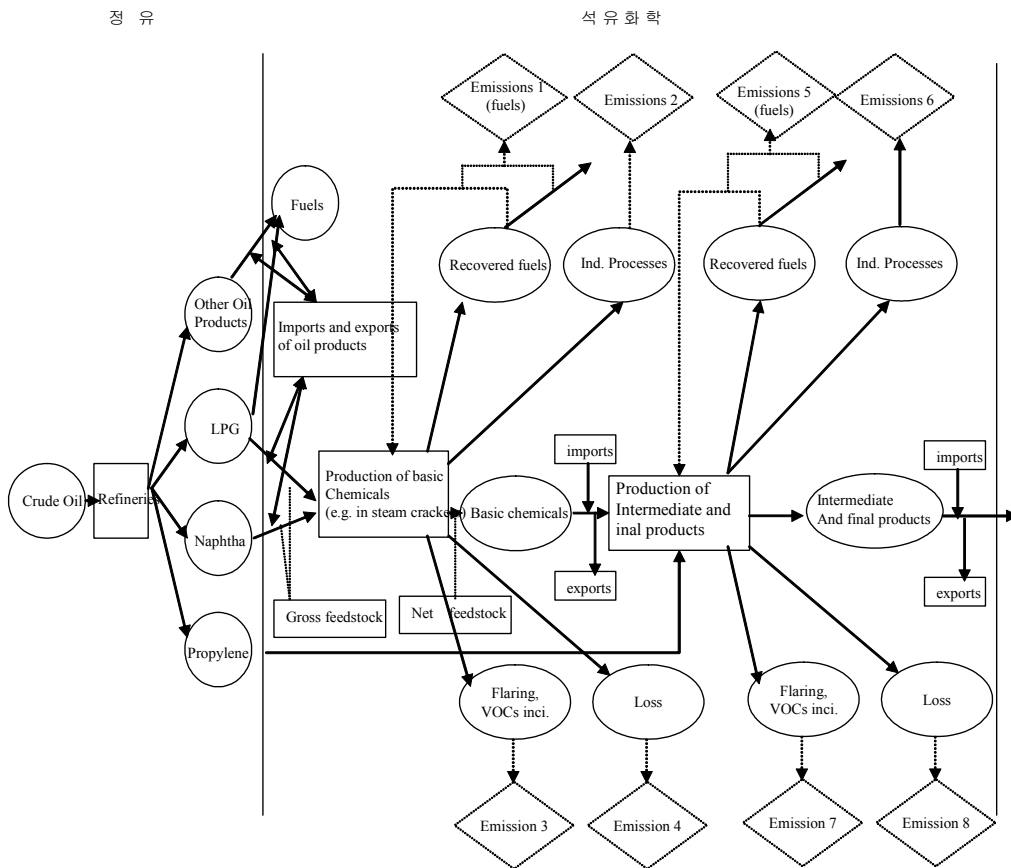 정 유
석 유 화 학
Emissions 1
(fuels)
Emissions 2
Emissions 5
(fuels)
Emissions 6
Fuels
Recovered fuels
Ind. Processes
Recovered fuels
Ind. Processes
Other Oil
Products
Imports and exports
of oil products
LPG
imports
imports
Production of basic
Chemicals
(e.g. in steam crackers)
Crude Oil
Refineries
Basic chemicals
Production of
Intermediate and
inal products
Intermediate
And final products
Naphtha
exports
exports
Gross feedstock
Net feedstock
Propylene
Flaring,
VOCs inci.
Loss
Flaring,
VOCs inci.
Loss
Emission 3
Emission 4
Emission 7
Emission 8